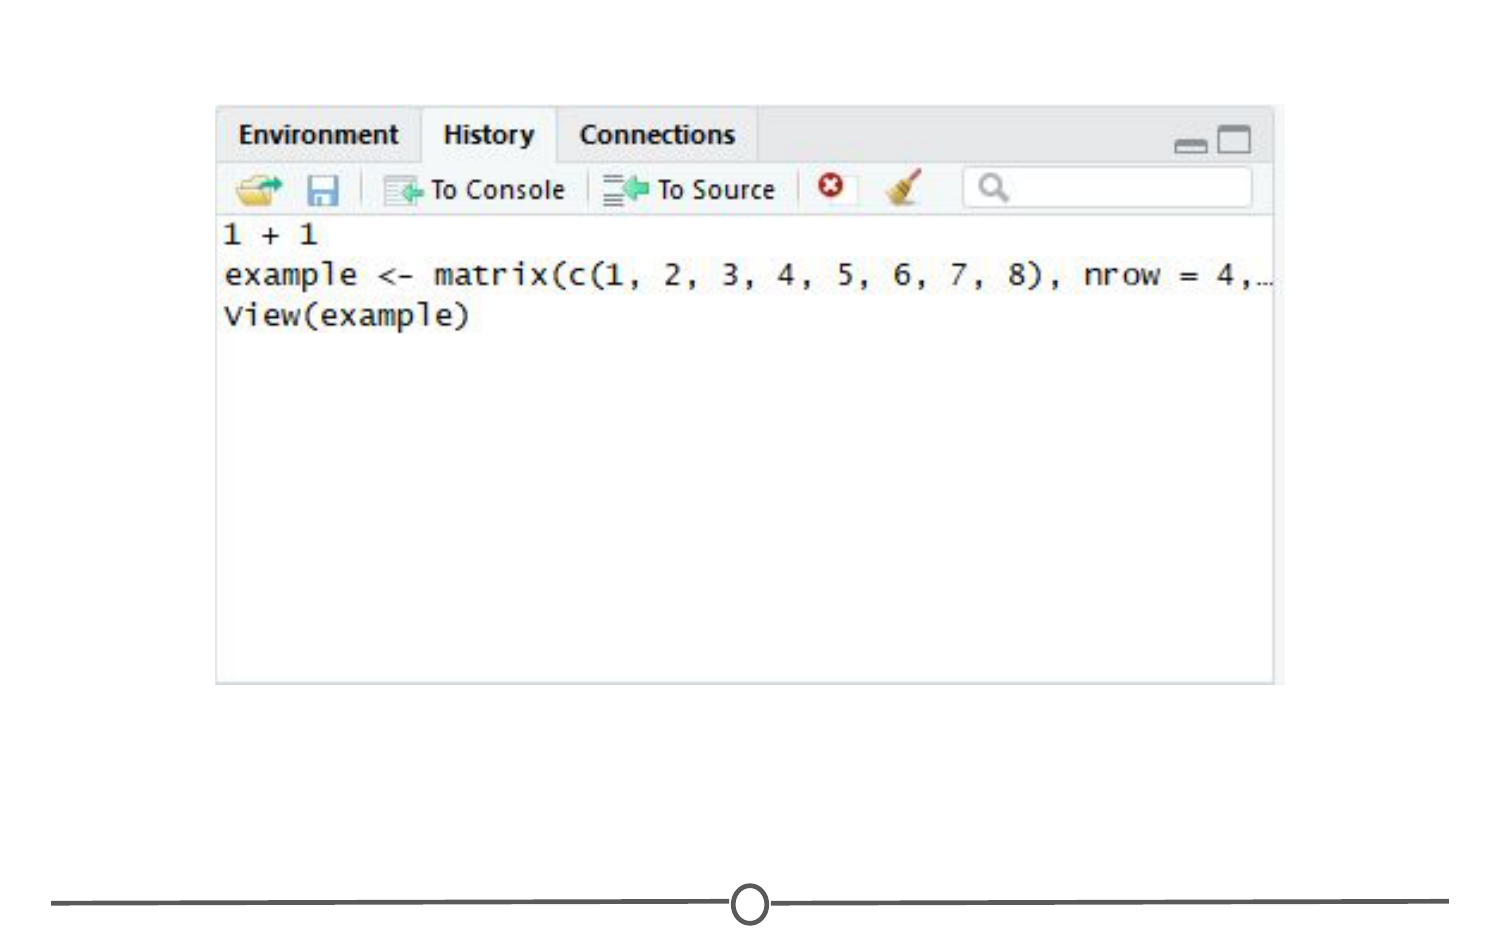 Environment History Connections
To Console To Source
1 + 1
example <- matrix(c(1, 2, 3, 4, 5, 6, 7, 8), nrow = 4,…
View(example)